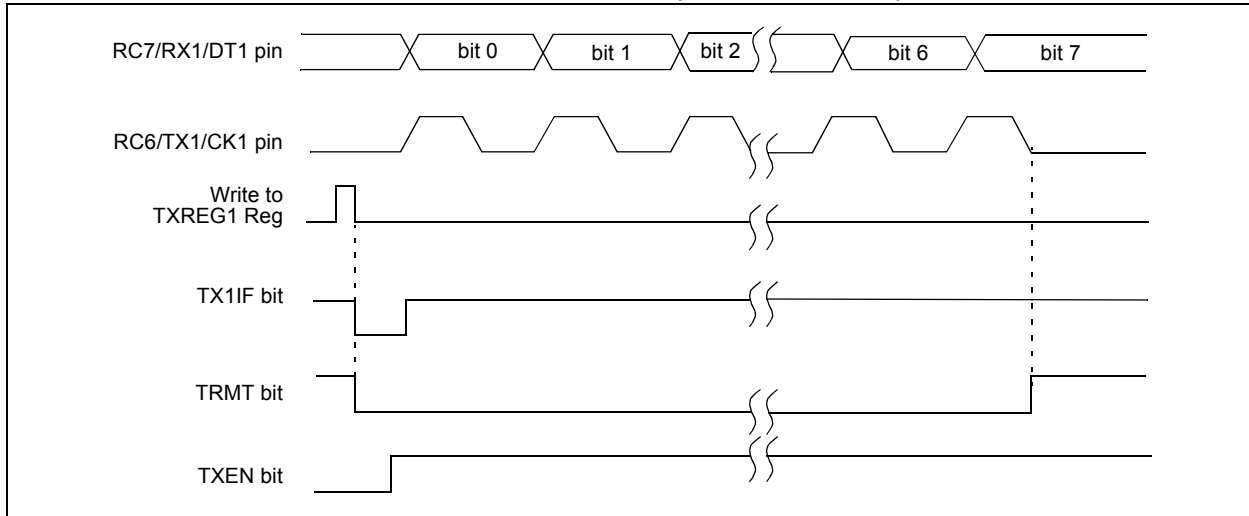 RC7/RX1/DT1 pin
bit 0
bit 1
bit 2
bit 6
bit 7
RC6/TX1/CK1 pin
Write to
TXREG1 Reg
TX1IF bit
TRMT bit
TXEN bit